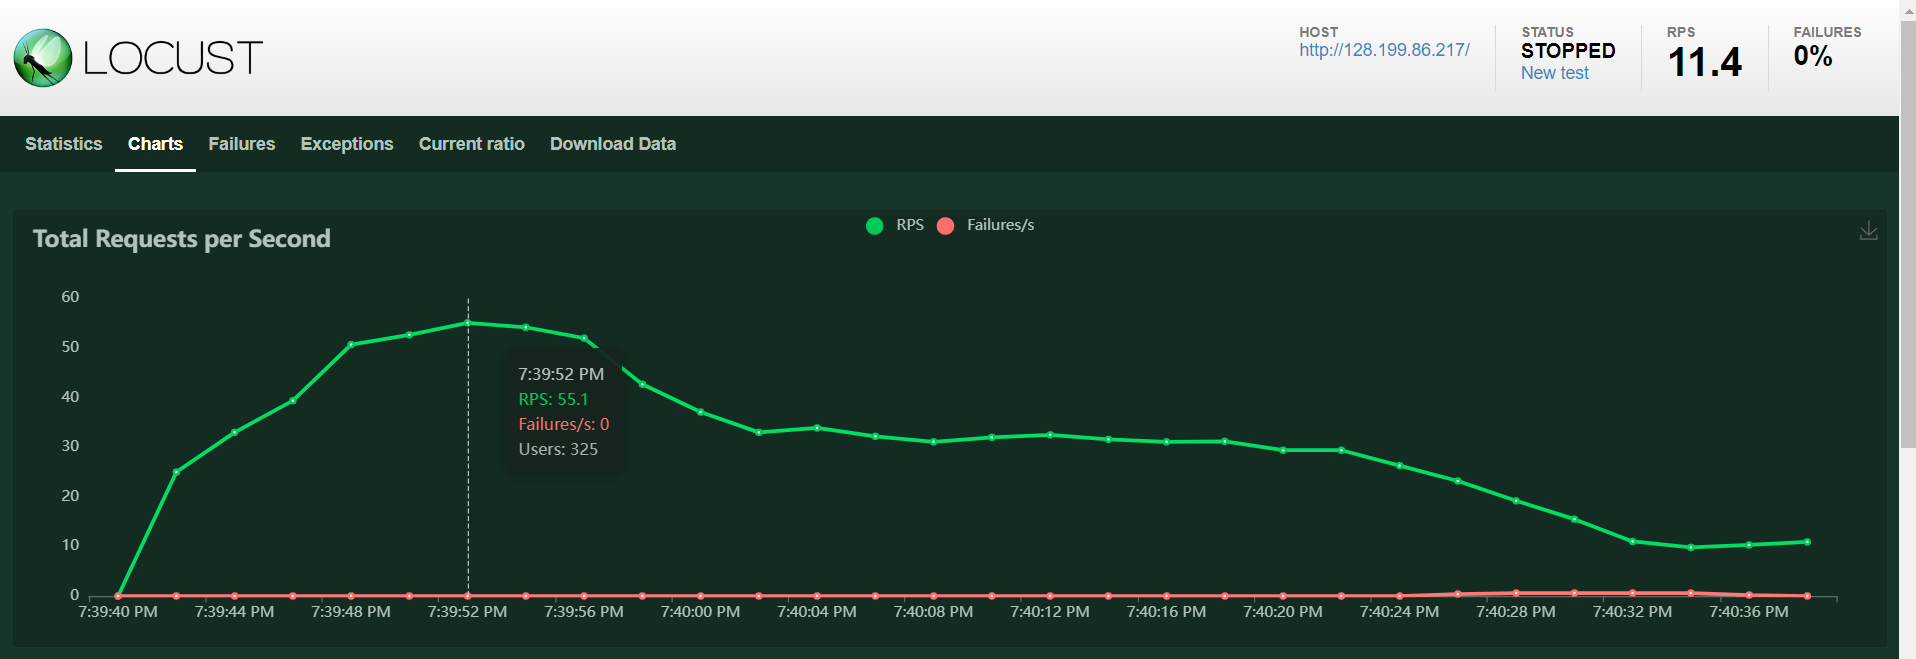 LOCUST
HOST
http://128.199.86.217/
STATUS
STOPPED
New test
RPS
11.4
FAILURES
0%
Statistics Charts Failures Exceptions Current ratio Download Data
Total Requests per Second
RPS Failures/s
60
50
40
30
20
10
0
7:39:52 PM
RPS: 55.1
Failures/s: 0
Users: 325
7:39:40 PM 7:39:44 PM 7:39:48 PM 7:39:52 PM 7:39:56 PM 7:40:00 PM 7:40:04 PM 7:40:08 PM 7:40:12 PM 7:40:16 PM 7:40:20 PM 7:40:24 PM 7:40:28 PM 7:40:32 PM 7:40:36 PM